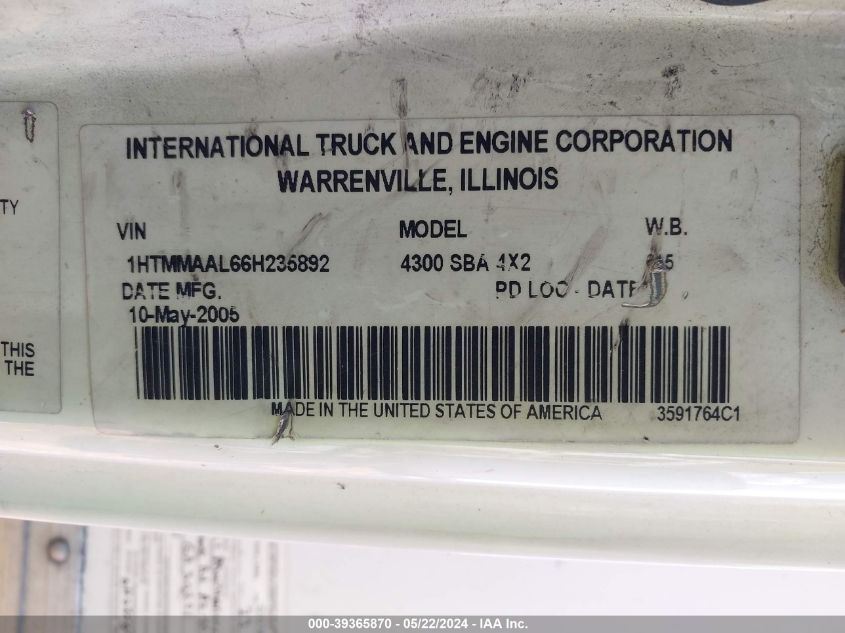 INTERNATIONAL TRUCK AND ENGINE CORPORATION
WARRENVILLE, ILLINOIS
VIN MODEL W.B.
1HTMMAAL66H235892 4300 SBA 4X2
DATE MFG. PD LOC - DATE
10-May-2005
MADE IN THE UNITED STATES OF AMERICA 3591764C1
TY
THIS
THE
000-39365870 - 05/22/2024 - IAA Inc.